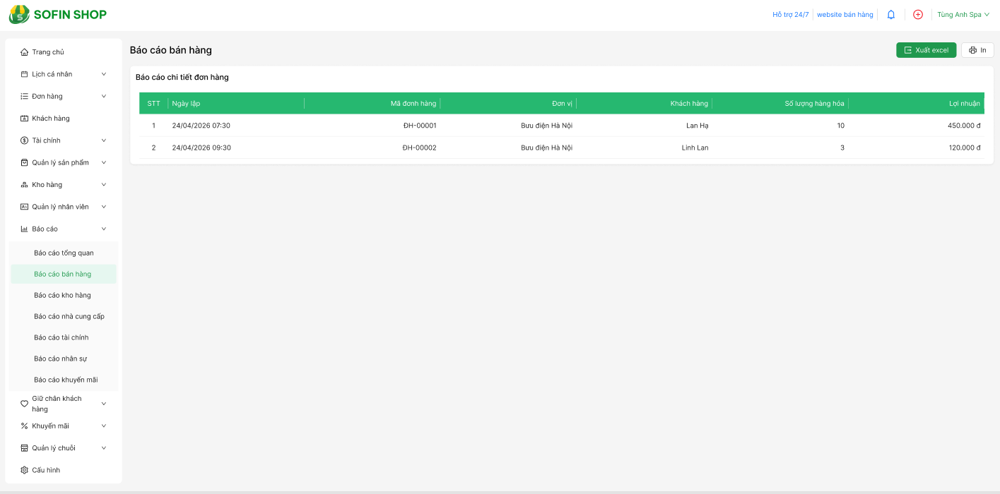 SOFIN SHOP
Hỗ trợ 24/7
website bán hàng
Tùng Anh Spa
Trang chủ
Lịch cá nhân
Đơn hàng
Khách hàng
Tài chính
Quản lý sản phẩm
Kho hàng
Quản lý nhân viên
Báo cáo
Báo cáo tổng quan
Báo cáo bán hàng
Báo cáo kho hàng
Báo cáo nhà cung cấp
Báo cáo tài chính
Báo cáo nhân sự
Báo cáo khuyến mãi
Giữ chân khách
hàng
Khuyến mãi
Quản lý chuỗi
Cấu hình
Báo cáo bán hàng
Xuất excel
In
Báo cáo chi tiết đơn hàng
STT Ngày lập Mã đơnh hàng Đơn vị Khách hàng Số lượng hàng hóa Lợi nhuận
1 24/04/2026 07:30 ĐH-00001 Bưu điện Hà Nội Lan Hạ 10 450.000 đ
2 24/04/2026 09:30 ĐH-00002 Bưu điện Hà Nội Linh Lan 3 120.000 đ